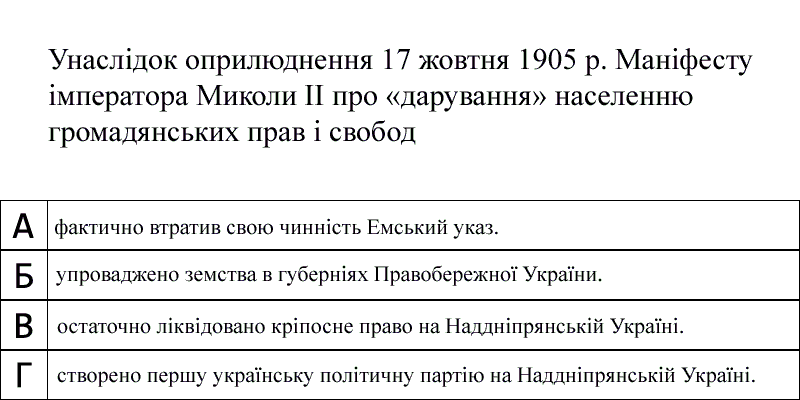 Унаслідок оприлюднення 17 жовтня 1905 р. Маніфесту
імператора Миколи ІІ про «дарування» населенню
громадянських прав і свобод
А фактично втратив свою чинність Емський указ.
Б упроваджено земства в губерніях Правобережної України.
В остаточно ліквідовано кріпосне право на Наддніпрянській Україні.
Г створено першу українську політичну партію на Наддніпрянській Україні.